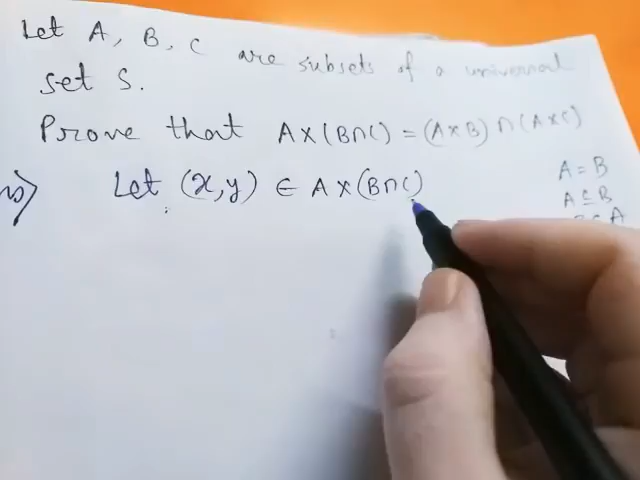 Let A, B, C are subsets of a universal
set S.
Prove that A×(B∩C) = (A×B)∩(A×C)
Let (x,y) ∈ A×(B∩C)
A = B
A ⊆ B
⊆ A